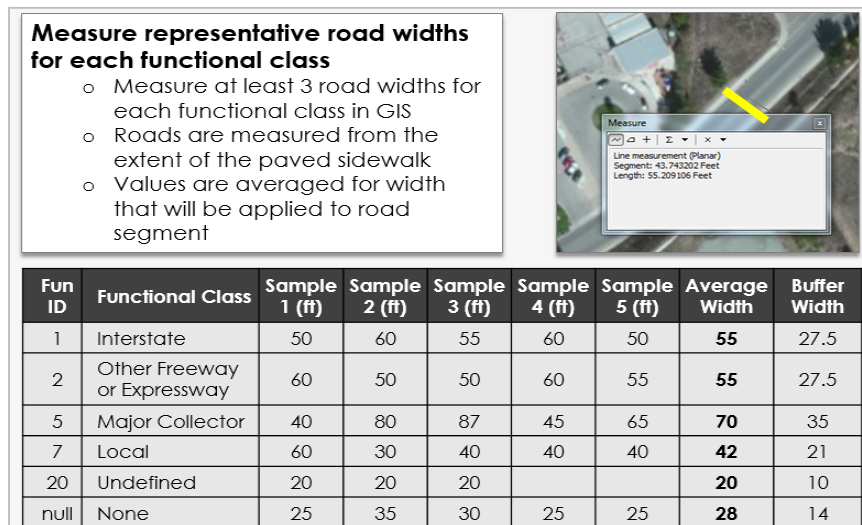 Measure representative road widths
for each functional class
o Measure at least 3 road widths for
each functional class in GIS
o Roads are measured from the
extent of the paved sidewalk
o Values are averaged for width
that will be applied to road
segment
Measure
Line measurement (Planar)
Segment: 43.743202 Feet
Length: 55.209106 Feet
Fun ID Functional Class Sample 1 (ft) Sample 2 (ft) Sample 3 (ft) Sample 4 (ft) Sample 5 (ft) Average Width Buffer Width
1 Interstate 50 60 55 60 50 55 27.5
2 Other Freeway or Expressway 60 50 50 60 55 55 27.5
5 Major Collector 40 80 87 45 65 70 35
7 Local 60 30 40 40 40 42 21
20 Undefined 20 20 20 20 10
null None 25 35 30 25 25 28 14